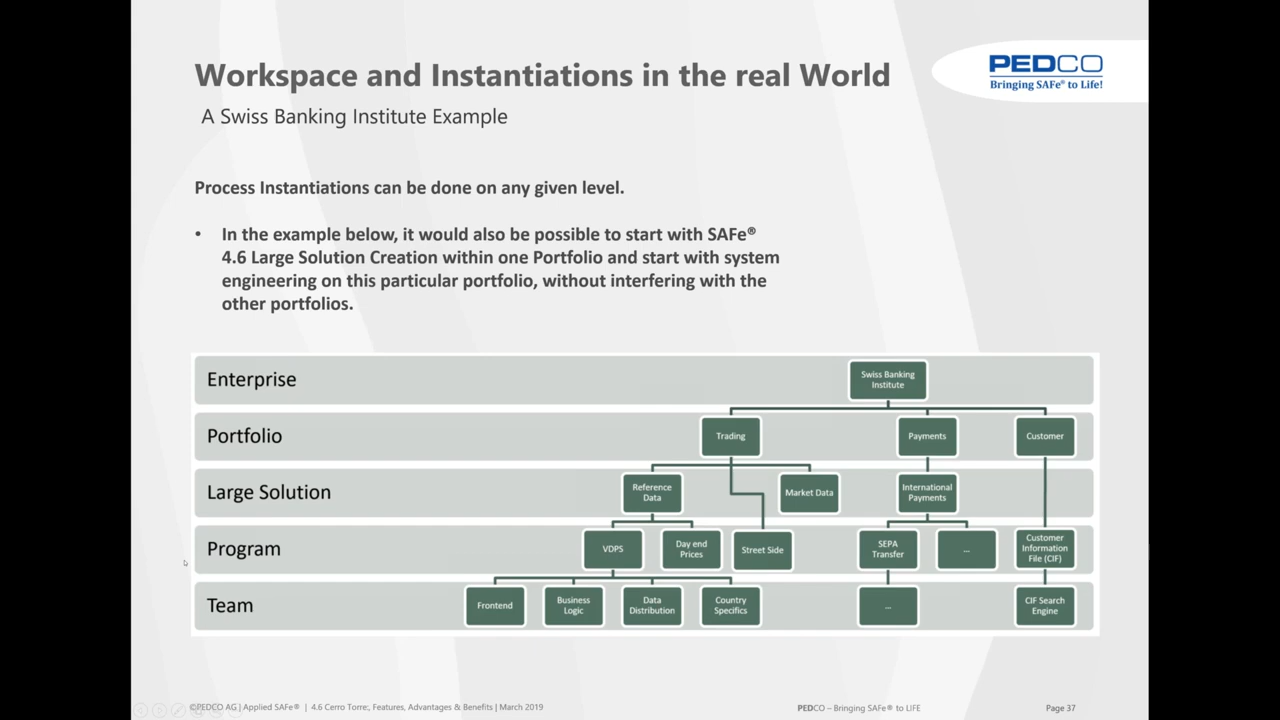 Workspace and Instantiations in the real World
PEDCO
Bringing SAFe® to Life!
A Swiss Banking Institute Example
Process Instantiations can be done on any given level.
• In the example below, it would also be possible to start with SAFe®
4.6 Large Solution Creation within one Portfolio and start with system
engineering on this particular portfolio, without interfering with the
other portfolios.
Enterprise
Swiss Banking
Institute
Portfolio
Trading
Payments
Customer
Large Solution
Reference
Data
Market Data
International
Payments
Program
VDPS
Day end
Prices
Street Side
SEPA
Transfer
...
Customer
Information
File (CIF)
Team
Frontend
Business
Logic
Data
Distribution
Country
Specifics
...
CIF Search
Engine
©PEDCO AG | Applied SAFe® | 4.6 Cerro Torre:, Features, Advantages & Benefits | March 2019
PEDCO – Bringing SAFe® to LIFE
Page 37